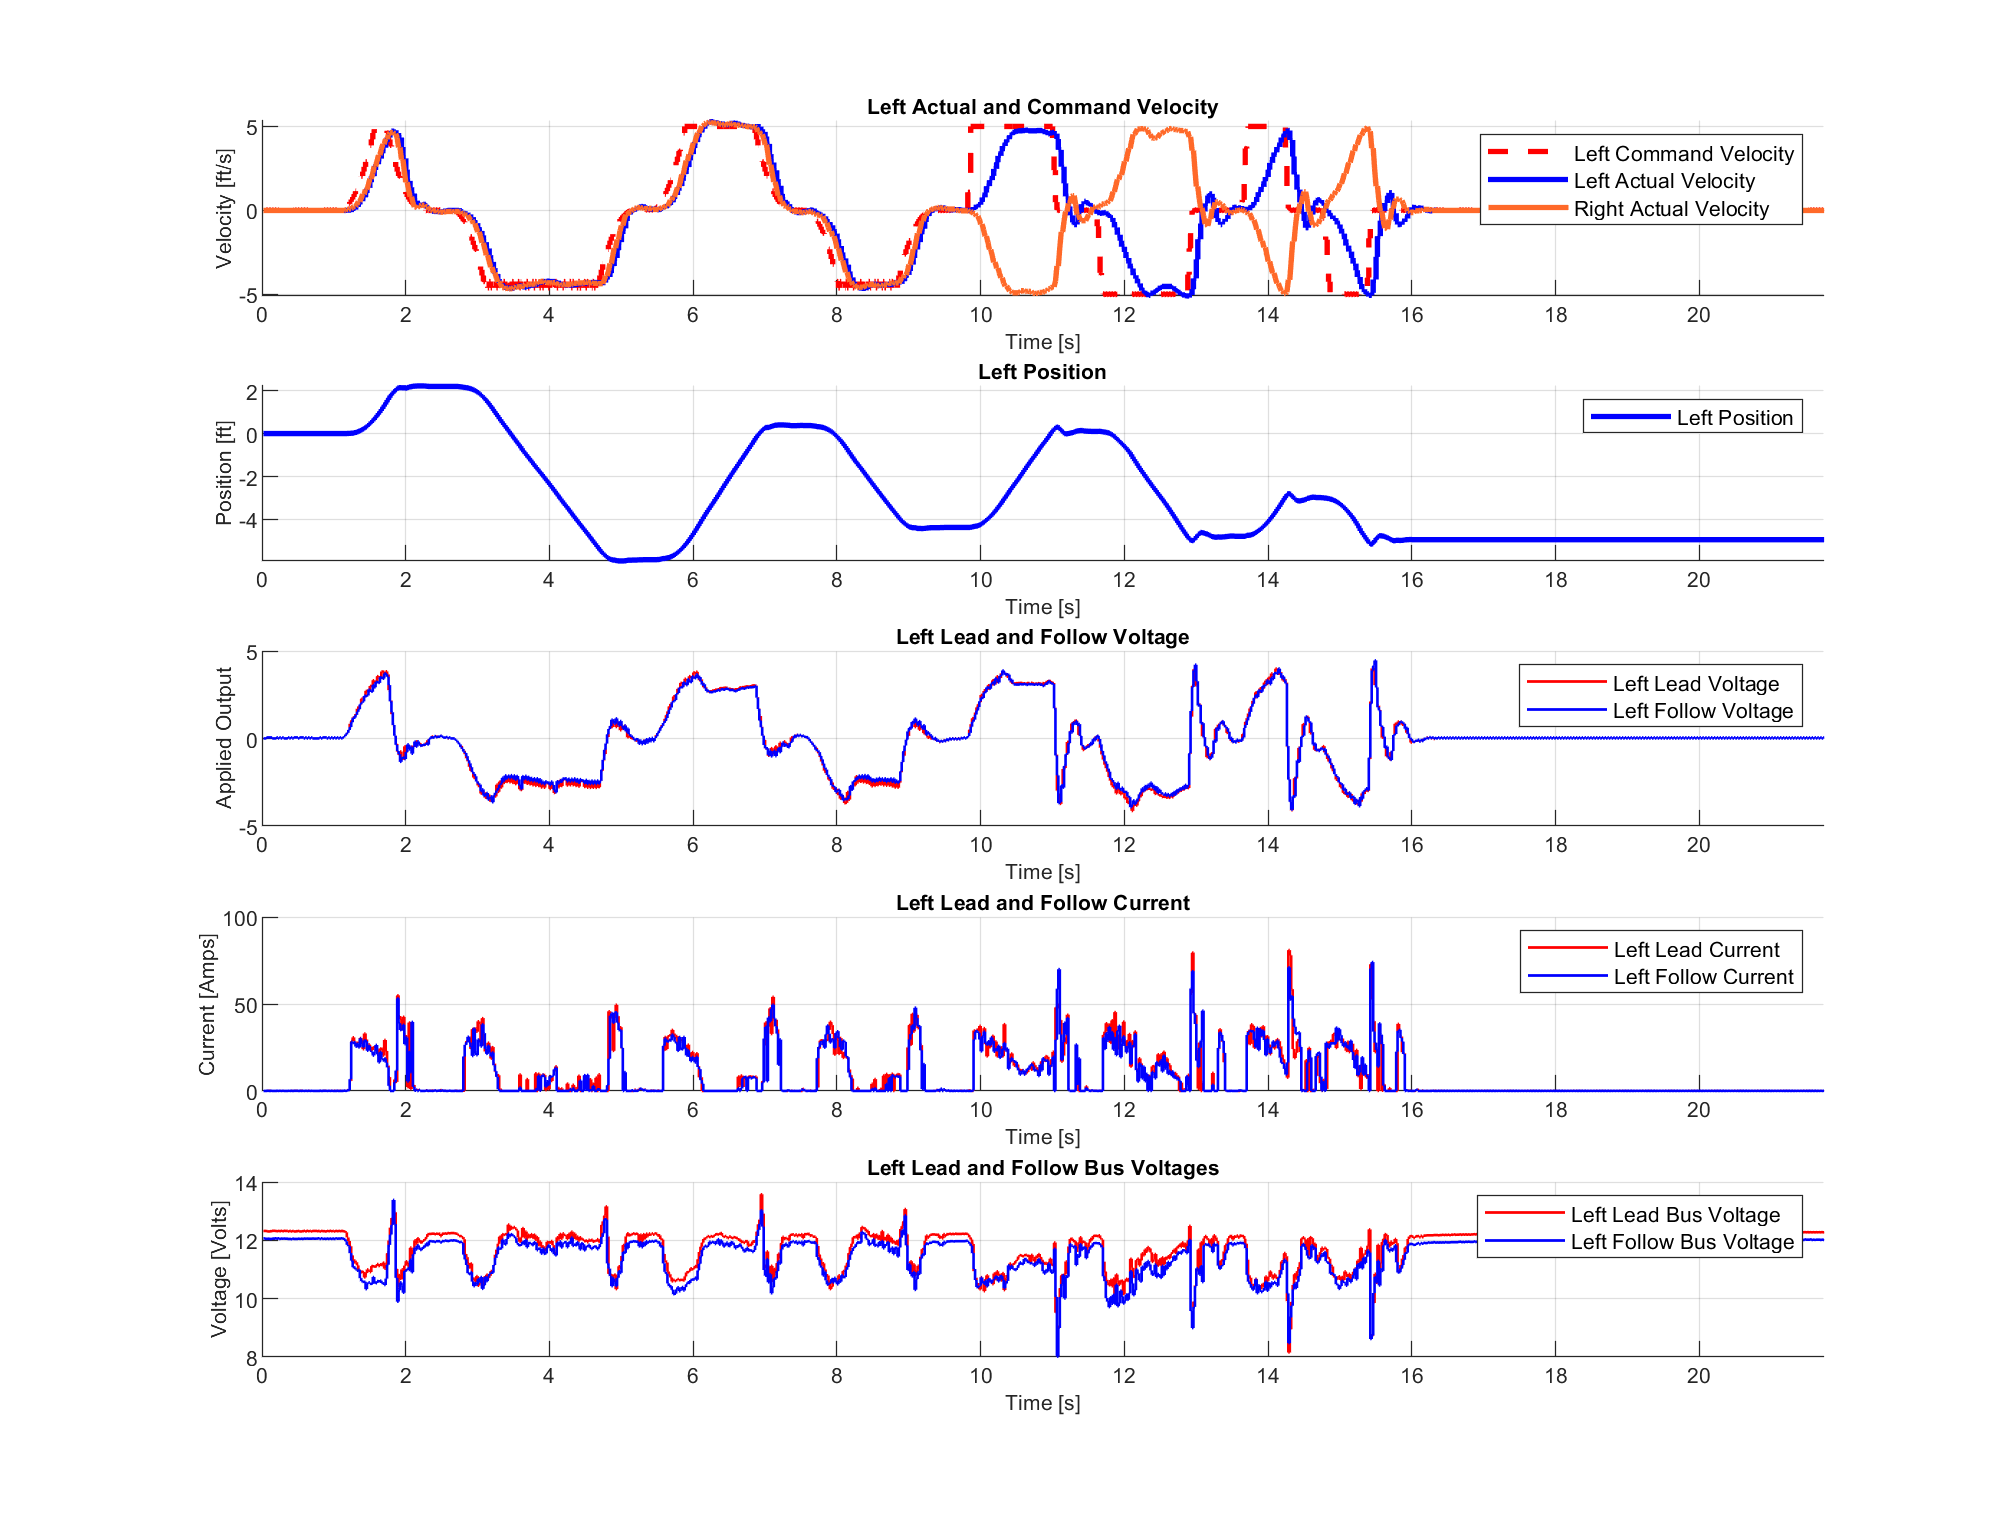 Left Actual and Command Velocity
Velocity [ft/s]
5
0
-5
Left Command Velocity
Left Actual Velocity
Right Actual Velocity
0 2 4 6 8 10 12 14 16 18 20
Time [s]
Left Position
Position [ft]
2
0
-2
-4
Left Position
0 2 4 6 8 10 12 14 16 18 20
Time [s]
Left Lead and Follow Voltage
Applied Output
5
0
-5
Left Lead Voltage
Left Follow Voltage
0 2 4 6 8 10 12 14 16 18 20
Time [s]
Left Lead and Follow Current
Current [Amps]
100
50
0
Left Lead Current
Left Follow Current
0 2 4 6 8 10 12 14 16 18 20
Time [s]
Left Lead and Follow Bus Voltages
Voltage [Volts]
14
12
10
8
Left Lead Bus Voltage
Left Follow Bus Voltage
0 2 4 6 8 10 12 14 16 18 20
Time [s]